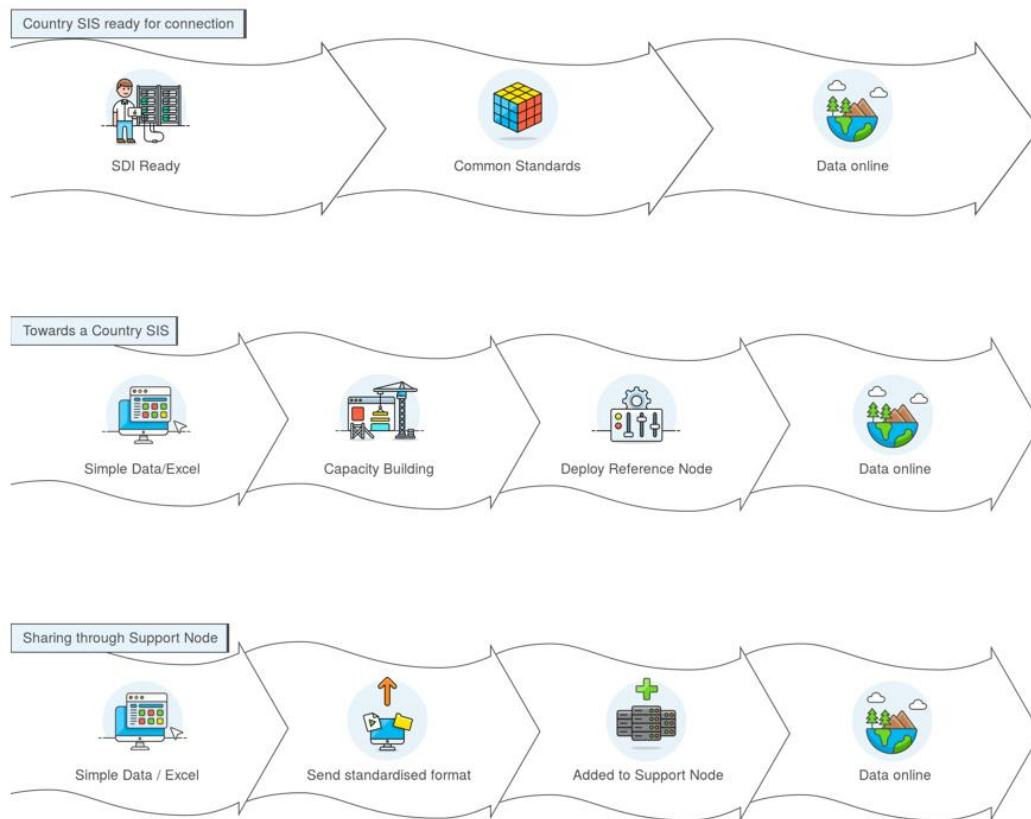 Country SIS ready for connection
SDI Ready
Common Standards
Data online
Towards a Country SIS
Simple Data/Excel
Capacity Building
Deploy Reference Node
Data online
Sharing through Support Node
Simple Data / Excel
Send standardised format
Added to Support Node
Data online